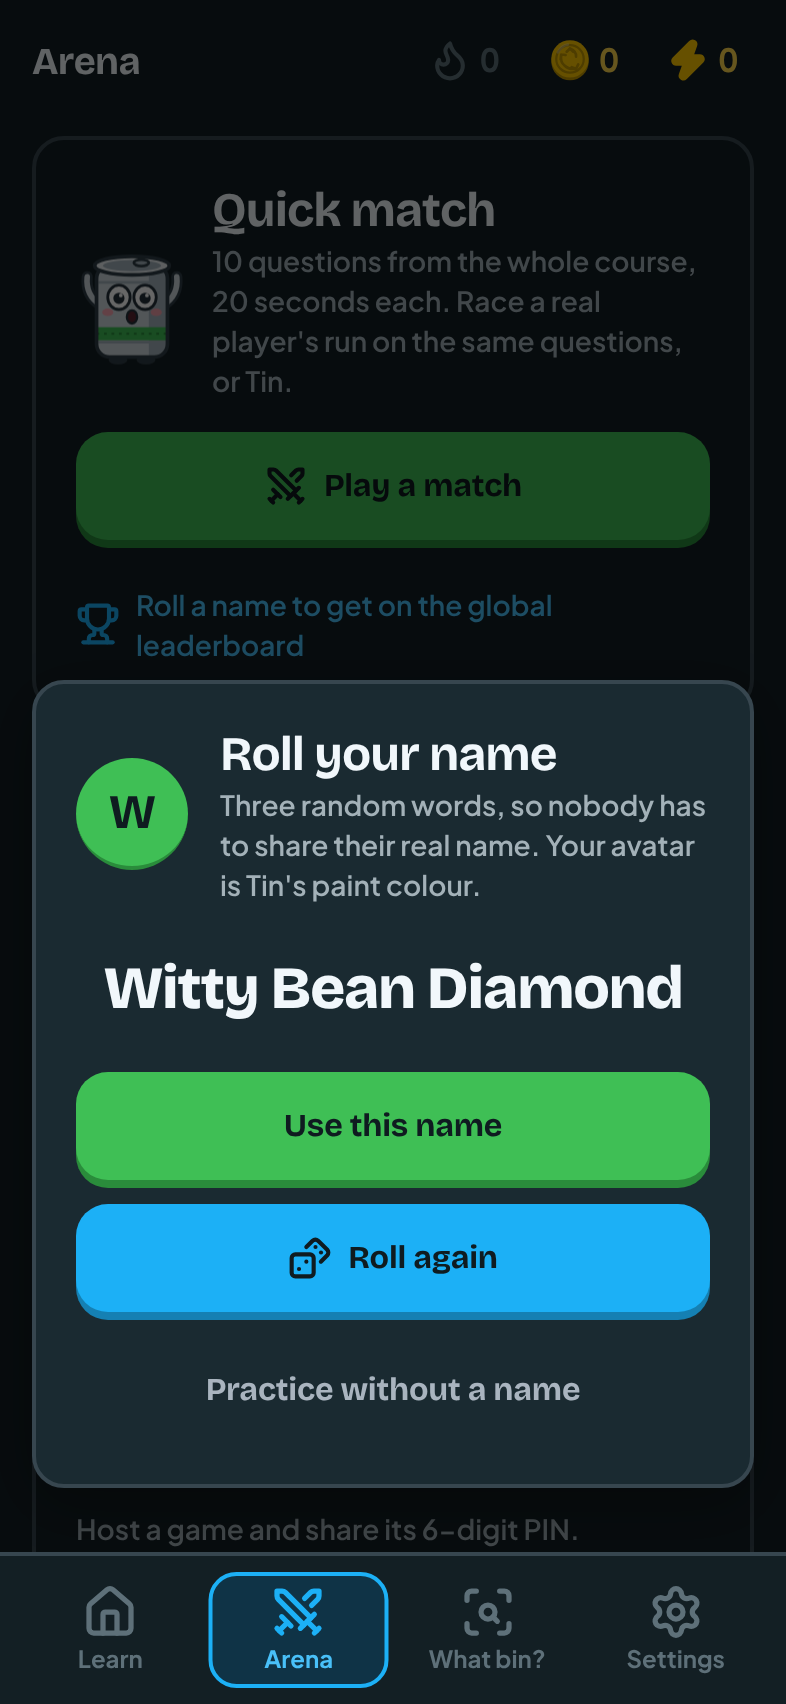 Arena
0
0
0
Quick match
10 questions from the whole course,
20 seconds each. Race a real
player's run on the same questions,
or Tin.
Play a match
Roll a name to get on the global
leaderboard
W
Roll your name
Three random words, so nobody has
to share their real name. Your avatar
is Tin's paint colour.
Witty Bean Diamond
Use this name
Roll again
Practice without a name
Host a game and share its 6-digit PIN.
Learn
Arena
What bin?
Settings